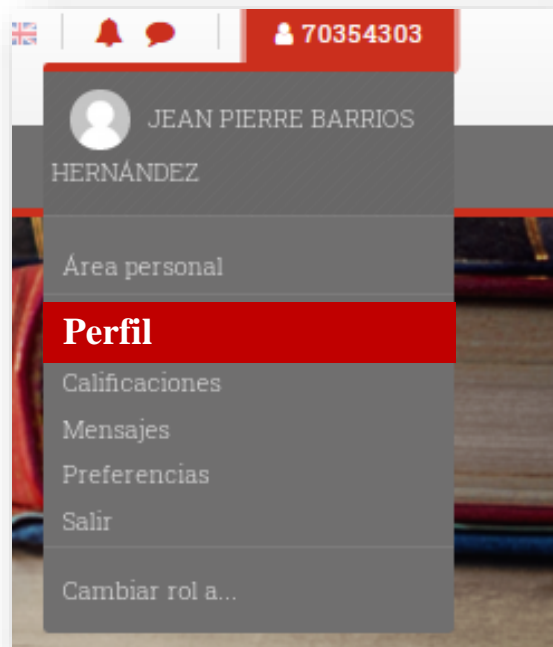 70354303
JEAN PIERRE BARRIOS
HERNÁNDEZ
Área personal
Perfil
Calificaciones
Mensajes
Preferencias
Salir
Cambiar rol a...